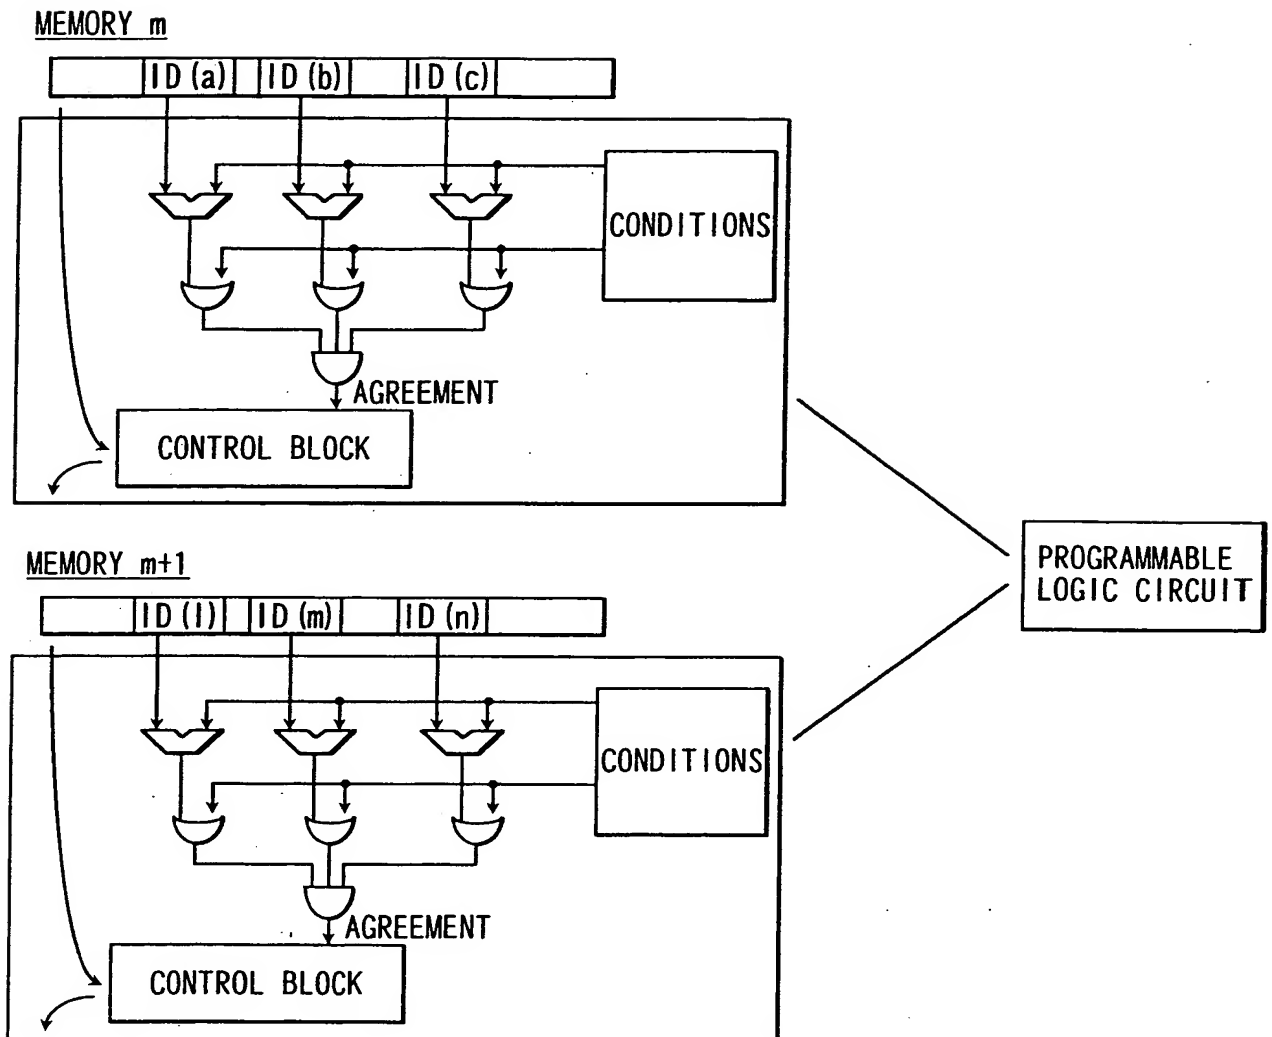 MEMORY m
ID(a) ID(b) ID(c)
CONDITIONS
AGREEMENT
CONTROL BLOCK
MEMORY m+1
PROGRAMMABLE
LOGIC CIRCUIT
ID(l) ID(m) ID(n)
CONDITIONS
AGREEMENT
CONTROL BLOCK